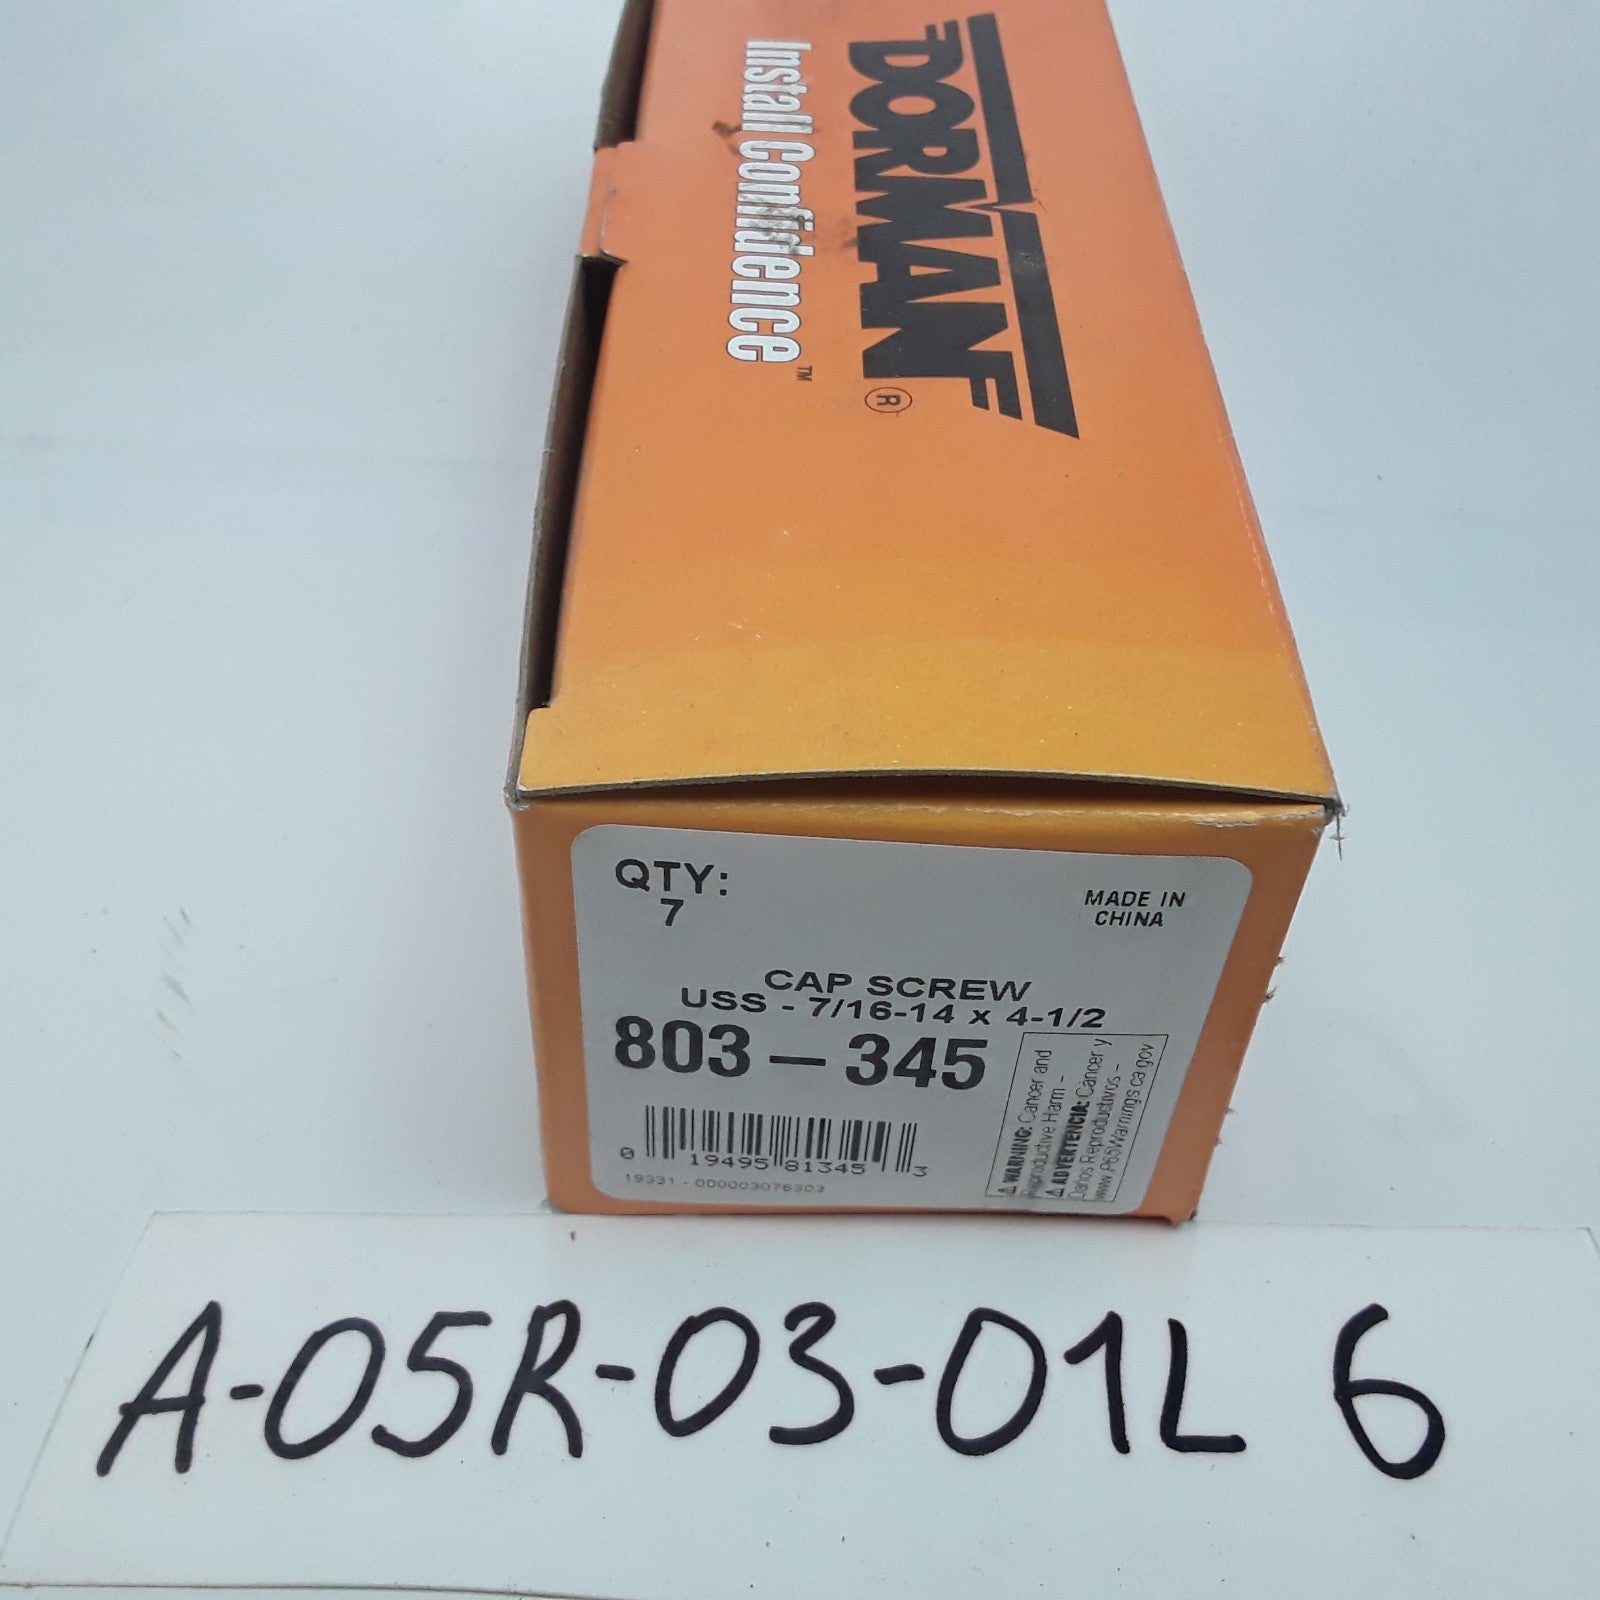 DORMAN®
Install Confidence™
QTY:
7
MADE IN
CHINA
CAP SCREW
USS - 7/16-14 x 4-1/2
803-345
⚠ WARNING: Cancer and
Reproductive Harm -
⚠ ADVERTENCIA: Cáncer y
Daños Reproductivos -
www.P65Warnings.ca.gov
0 19495 81345 3
19331 - 000003076303
A-05R-03-01L 6